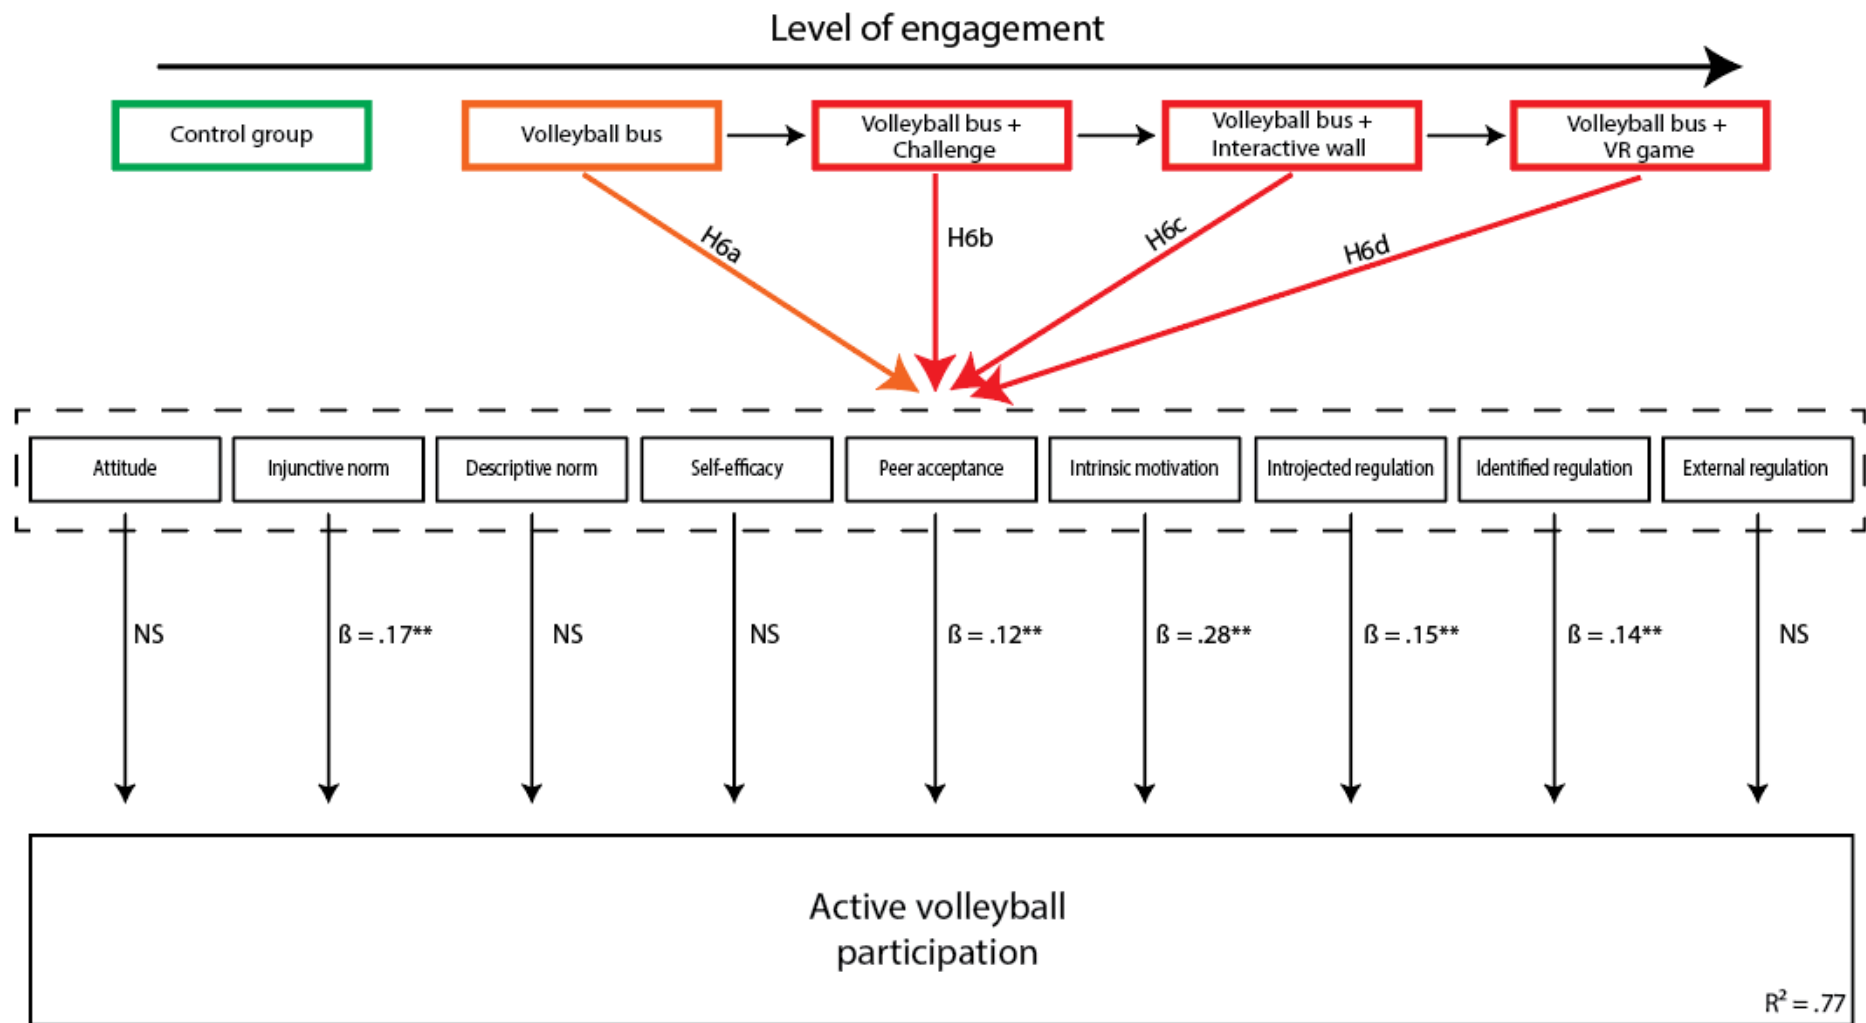 Level of engagement
Control group
Volleyball bus
Volleyball bus +
Challenge
Volleyball bus +
Interactive wall
Volleyball bus +
VR game
H6a
H6b
H6c
H6d
Attitude
Injunctive norm
Descriptive norm
Self-efficacy
Peer acceptance
Intrinsic motivation
Introjected regulation
Identified regulation
External regulation
NS
ß = .17**
NS
NS
ß = .12**
ß = .28**
ß = .15**
ß = .14**
NS
Active volleyball
participation
R² = .77